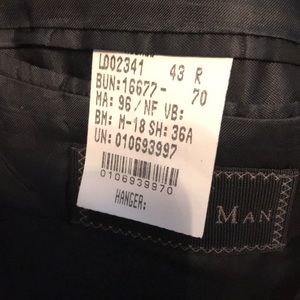 LD02341 43 R
BUN:16677- 70
MA: 96 / NF VB:
BM: M-18 SH: 36A
UN: 010693997
0106939970
HANGER:
MAN